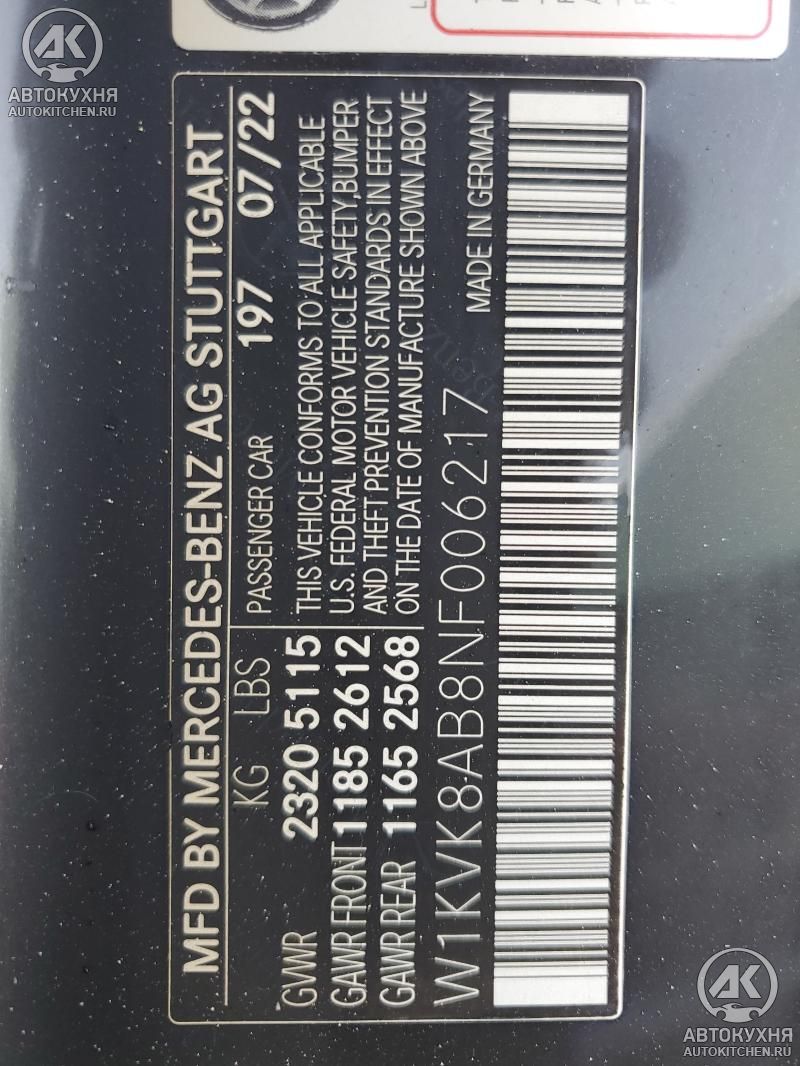 АВТОКУХНЯ
AUTOKITCHEN.RU
MFD BY MERCEDES-BENZ AG STUTTGART
KG LBS PASSENGER CAR 197 07/22
GVWR 2320 5115 THIS VEHICLE CONFORMS TO ALL APPLICABLE
GAWR FRONT 1185 2612 U.S. FEDERAL MOTOR VEHICLE SAFETY,BUMPER
GAWR REAR 1165 2568 AND THEFT PREVENTION STANDARDS IN EFFECT
ON THE DATE OF MANUFACTURE SHOWN ABOVE
W1KVK8AB8NF006217 MADE IN GERMANY
АВТОКУХНЯ
AUTOKITCHEN.RU